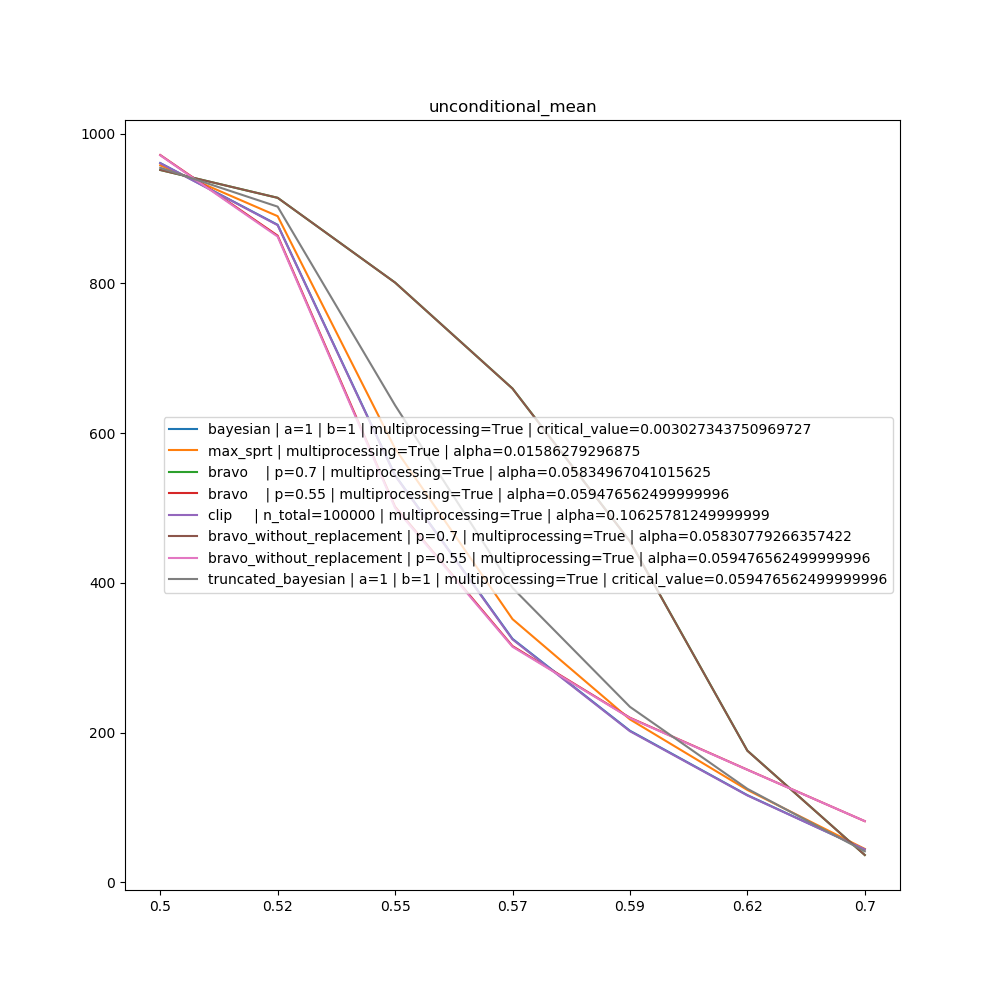 unconditional_mean
1000
800
600
400
200
0
bayesian | a=1 | b=1 | multiprocessing=True | critical_value=0.003027343750969727
max_sprt | multiprocessing=True | alpha=0.01586279296875
bravo    | p=0.7 | multiprocessing=True | alpha=0.05834967041015625
bravo    | p=0.55 | multiprocessing=True | alpha=0.059476562499999996
clip     | n_total=100000 | multiprocessing=True | alpha=0.10625781249999999
bravo_without_replacement | p=0.7 | multiprocessing=True | alpha=0.05830779266357422
bravo_without_replacement | p=0.55 | multiprocessing=True | alpha=0.059476562499999996
truncated_bayesian | a=1 | b=1 | multiprocessing=True | critical_value=0.059476562499999996
0.5 0.52 0.55 0.57 0.59 0.62 0.7